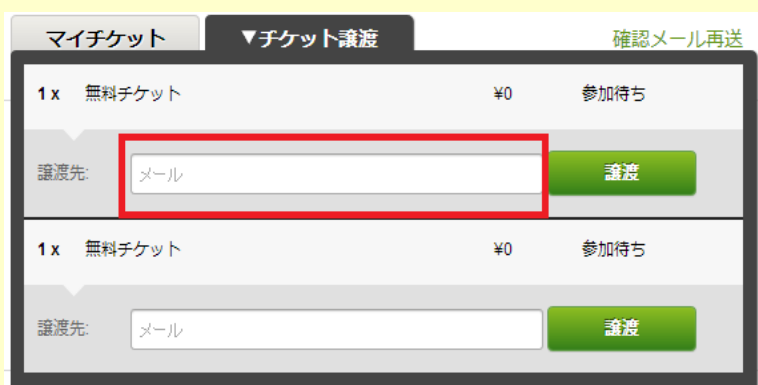 マイチケット ▼チケット譲渡 確認メール再送
1 x 無料チケット ¥0 参加待ち
譲渡先: メール 譲渡
1 x 無料チケット ¥0 参加待ち
譲渡先: メール 譲渡